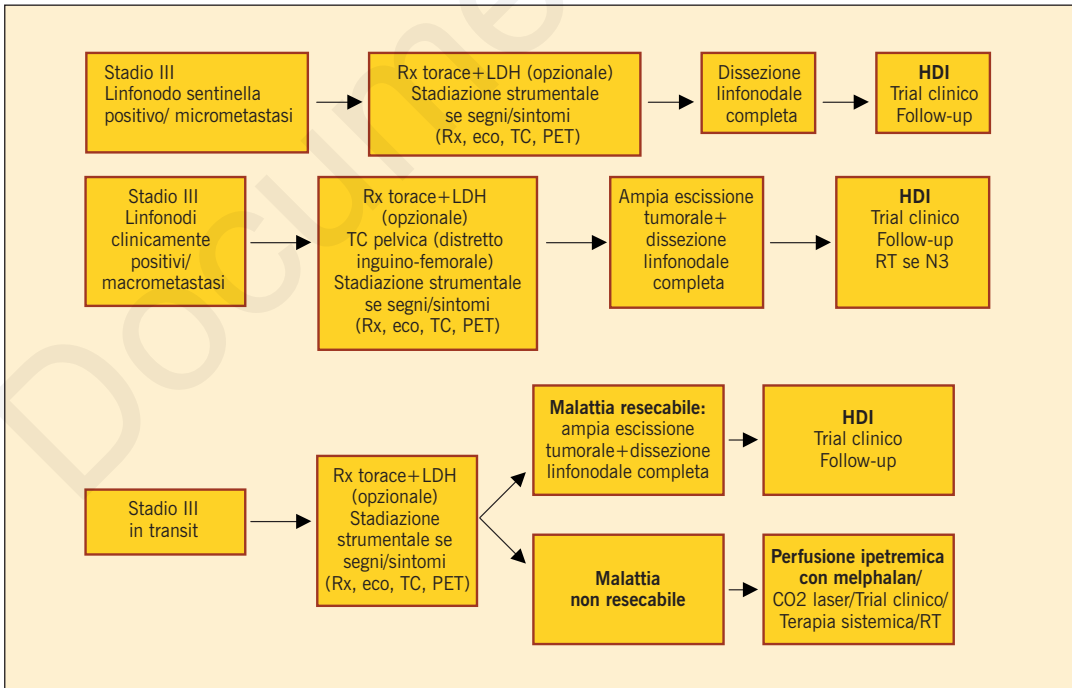 Stadio III
Linfonodo sentinella
positivo/ micrometastasi
Rx torace+LDH (opzionale)
Stadiazione strumentale
se segni/sintomi
(Rx, eco, TC, PET)
Dissezione
linfonodale
completa
HDI
Trial clinico
Follow-up
Stadio III
Linfonodi
clinicamente
positivi/
macrometastasi
Rx torace+LDH
(opzionale)
TC pelvica (distretto
inguino-femorale)
Stadiazione strumentale
se segni/sintomi
(Rx, eco, TC, PET)
Ampia escissione
tumorale+
dissezione
linfonodale
completa
HDI
Trial clinico
Follow-up
RT se N3
Stadio III
in transit
Rx torace+LDH
(opzionale)
Stadiazione
strumentale se
segni/sintomi
(Rx, eco, TC, PET)
Malattia resecabile:
ampia escissione
tumorale+dissezione
linfonodale completa
HDI
Trial clinico
Follow-up
Malattia
non resecabile
Perfusione ipetremica
con melphalan/
CO2 laser/Trial clinico/
Terapia sistemica/RT
Docume